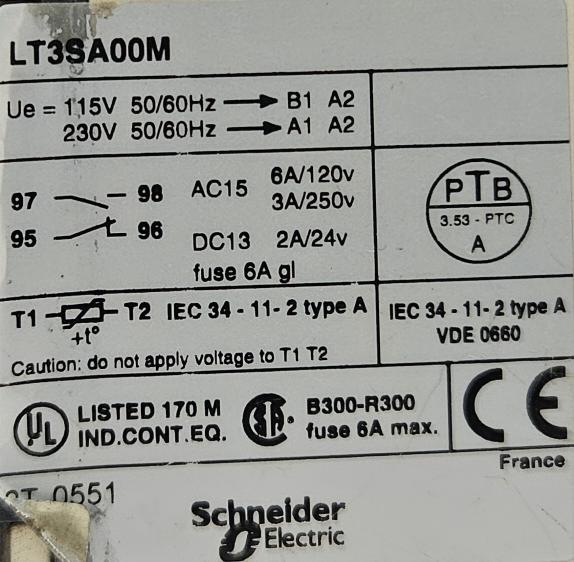 LT3SA00M
Ue = 115V 50/60Hz → B1 A2
230V 50/60Hz → A1 A2
97 98 AC15 6A/120v
3A/250v
95 96 DC13 2A/24v
fuse 6A gl
PTB
3.53 - PTC
A
T1 T2 IEC 34 - 11- 2 type A
+t°
Caution: do not apply voltage to T1 T2
IEC 34 - 11- 2 type A
VDE 0660
UL LISTED 170 M
IND.CONT.EQ.
SA. B300-R300
fuse 6A max.
CE
France
0551
Schneider
Electric